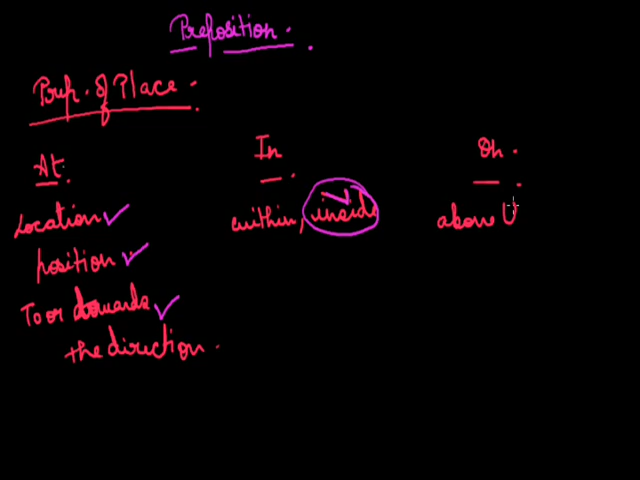 Preposition.
Prep. of Place.
At. In. On.
Location within, inside above U
position.
To or towards
the direction.